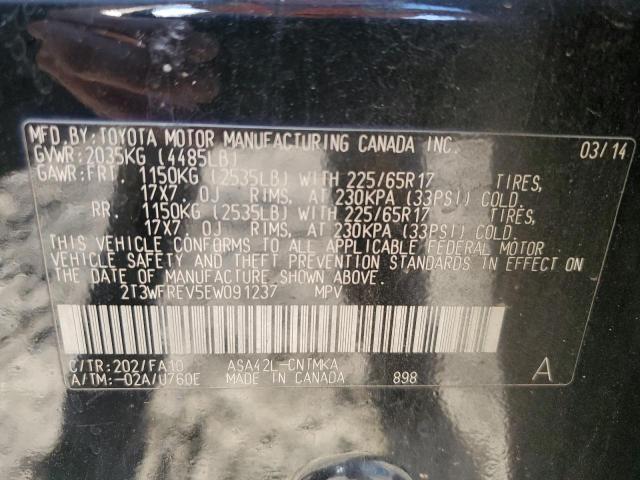 MFD. BY: TOYOTA MOTOR MANUFACTURING CANADA INC. 03/14
GVWR: 2035KG (4485LB)
GAWR: FRT. 1150KG (2535LB) WITH 225/65R17 TIRES,
17X7.0J RIMS, AT 230KPA (33PSI) COLD.
RR. 1150KG (2535LB) WITH 225/65R17 TIRES,
17X7.0J RIMS, AT 230KPA (33PSI) COLD.
THIS VEHICLE CONFORMS TO ALL APPLICABLE FEDERAL MOTOR
VEHICLE SAFETY AND THEFT PREVENTION STANDARDS IN EFFECT ON
THE DATE OF MANUFACTURE SHOWN ABOVE.
2T3WFREV5EW091237 MPV
C/TR: 202/FA10 ASA42L-CNTMKA
A/TM: -02A/U760E MADE IN CANADA 898 A